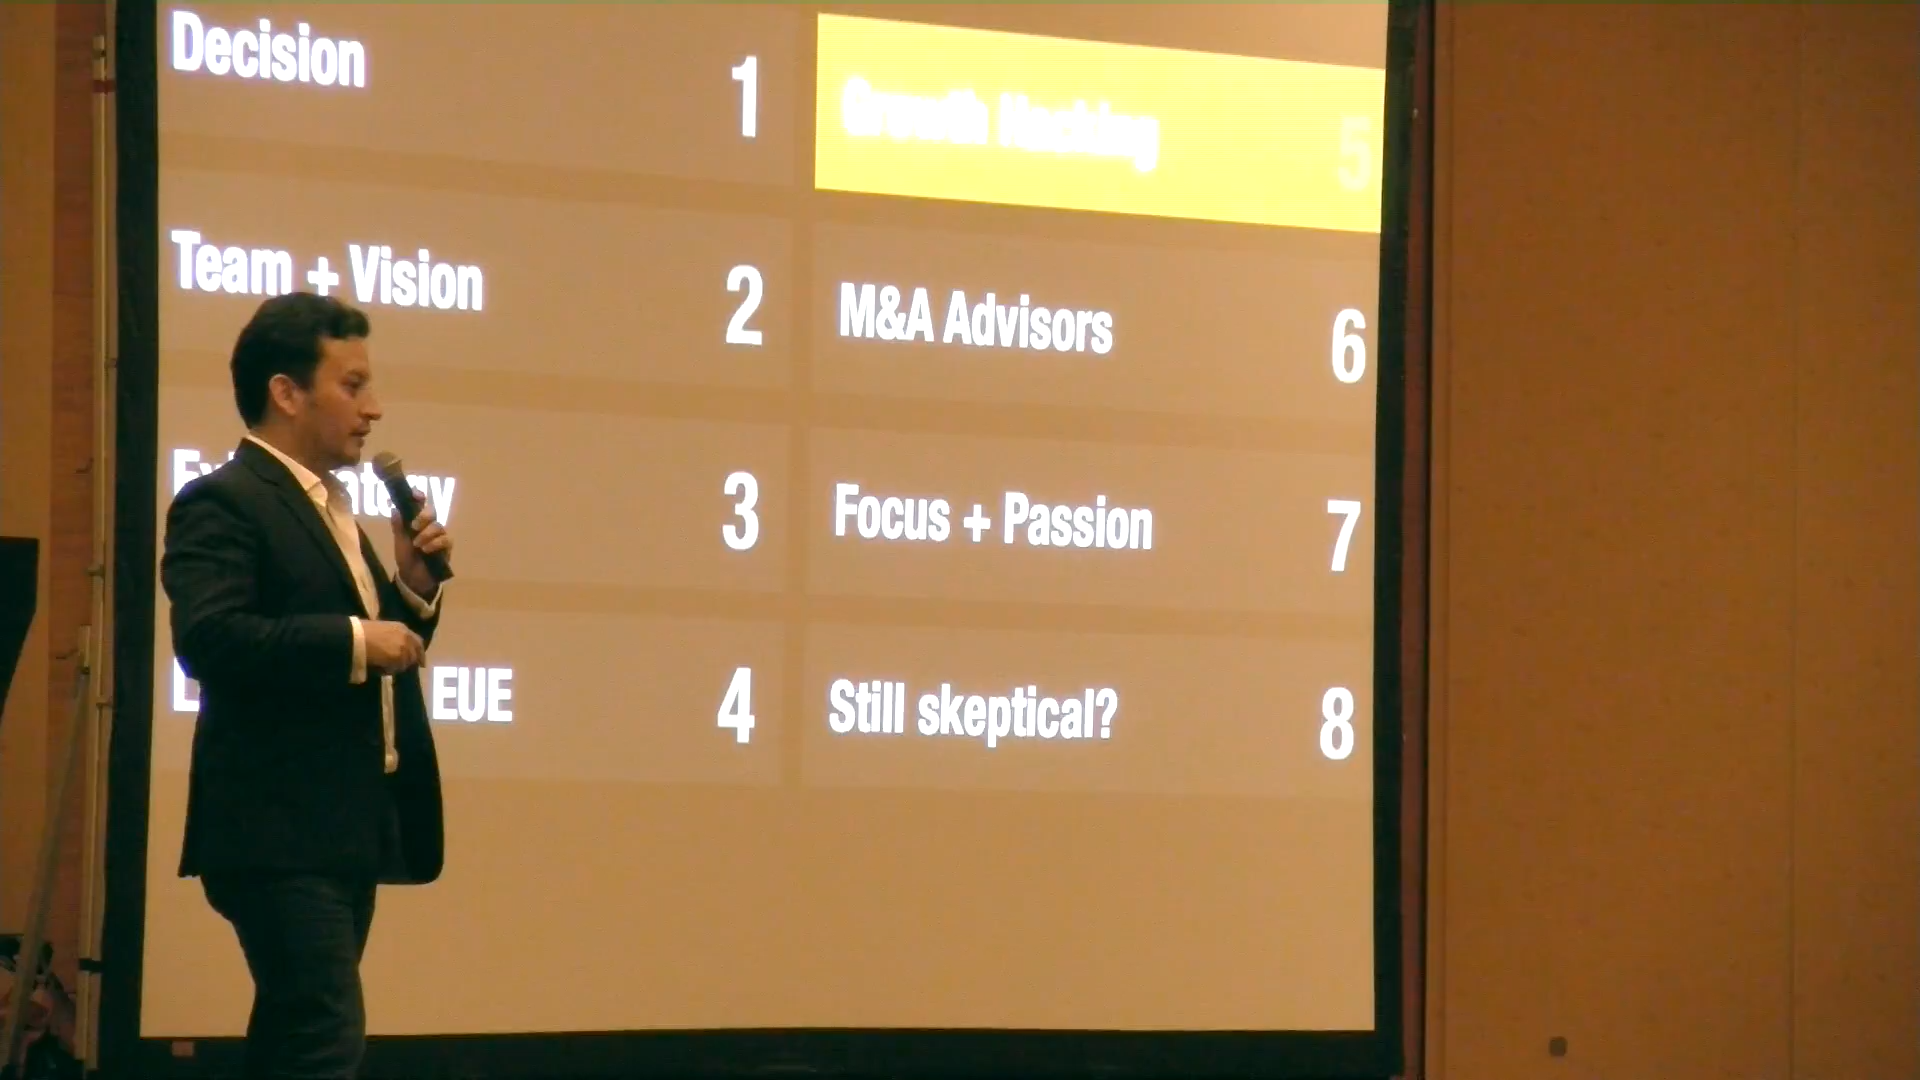 Decision 1
Team + Vision 2
3
EUE 4
Growth Hacking 5
M&A Advisors 6
Focus + Passion 7
Still skeptical? 8